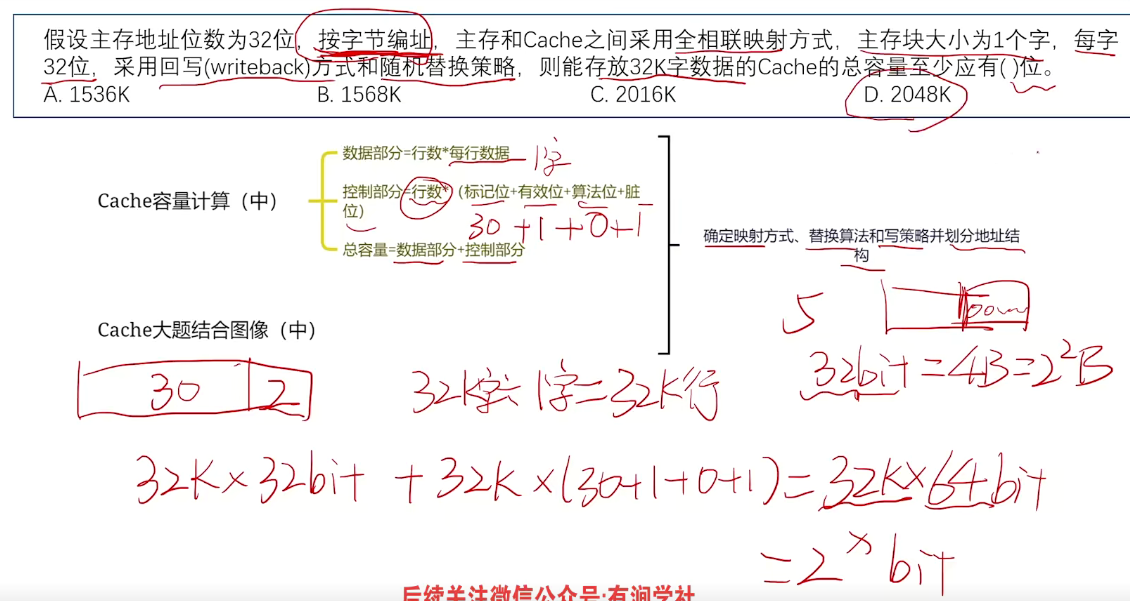 假设主存地址位数为32位，按字节编址，主存和Cache之间采用全相联映射方式，主存块大小为1个字，每字
32位，采用回写(writeback)方式和随机替换策略，则能存放32K字数据的Cache的总容量至少应有( )位。
A. 1536K B. 1568K C. 2016K D. 2048K
数据部分=行数*每行数据 1字
Cache容量计算（中）
控制部分=行数*（标记位+有效位+算法位+脏
位）
30+1+0+1
总容量=数据部分+控制部分
确定映射方式、替换算法和写策略并划分地址结
构
Cache大题结合图像（中）
32bit=4B=2²B
30 2
32K字÷1字=32K行
32K×32bit+32K×(30+1+0+1)=32K×64bit
=2ˣbit
后续关注微信公众号:有涧学社